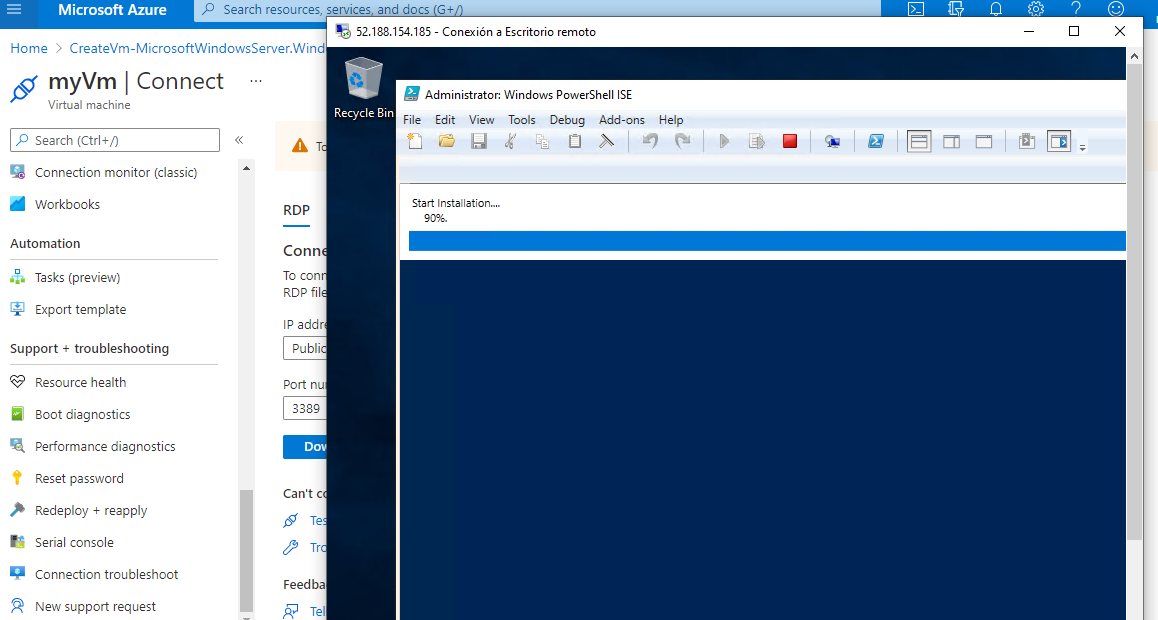 Microsoft Azure
Search resources, services, and docs (G+/)
Home > CreateVm-MicrosoftWindowsServer.Wind
myVm | Connect ...
Virtual machine
Search (Ctrl+/)
«
Connection monitor (classic)
Workbooks
Automation
Tasks (preview)
Export template
Support + troubleshooting
Resource health
Boot diagnostics
Performance diagnostics
Reset password
Redeploy + reapply
Serial console
Connection troubleshoot
New support request
To
RDP
Conne
To conn
RDP file
IP addre
Public
Port nu
3389
Dow
Can't co
Tes
Tro
Feedba
Tel
52.188.154.185 - Conexión a Escritorio remoto
Recycle Bin
Administrator: Windows PowerShell ISE
File Edit View Tools Debug Add-ons Help
Start Installation....
90%.